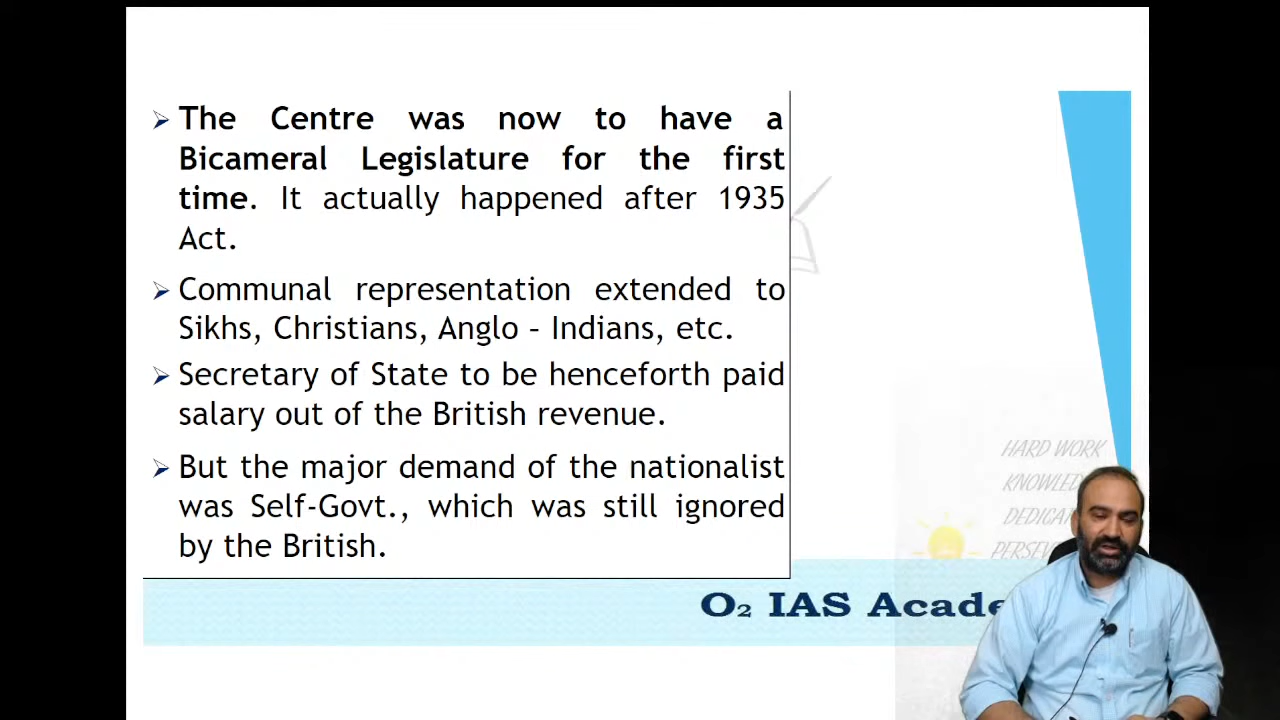 The Centre was now to have a
Bicameral Legislature for the first
time. It actually happened after 1935
Act.
Communal representation extended to
Sikhs, Christians, Anglo – Indians, etc.
Secretary of State to be henceforth paid
salary out of the British revenue.
But the major demand of the nationalist
was Self-Govt., which was still ignored
by the British.
HARD WORK
O₂ IAS